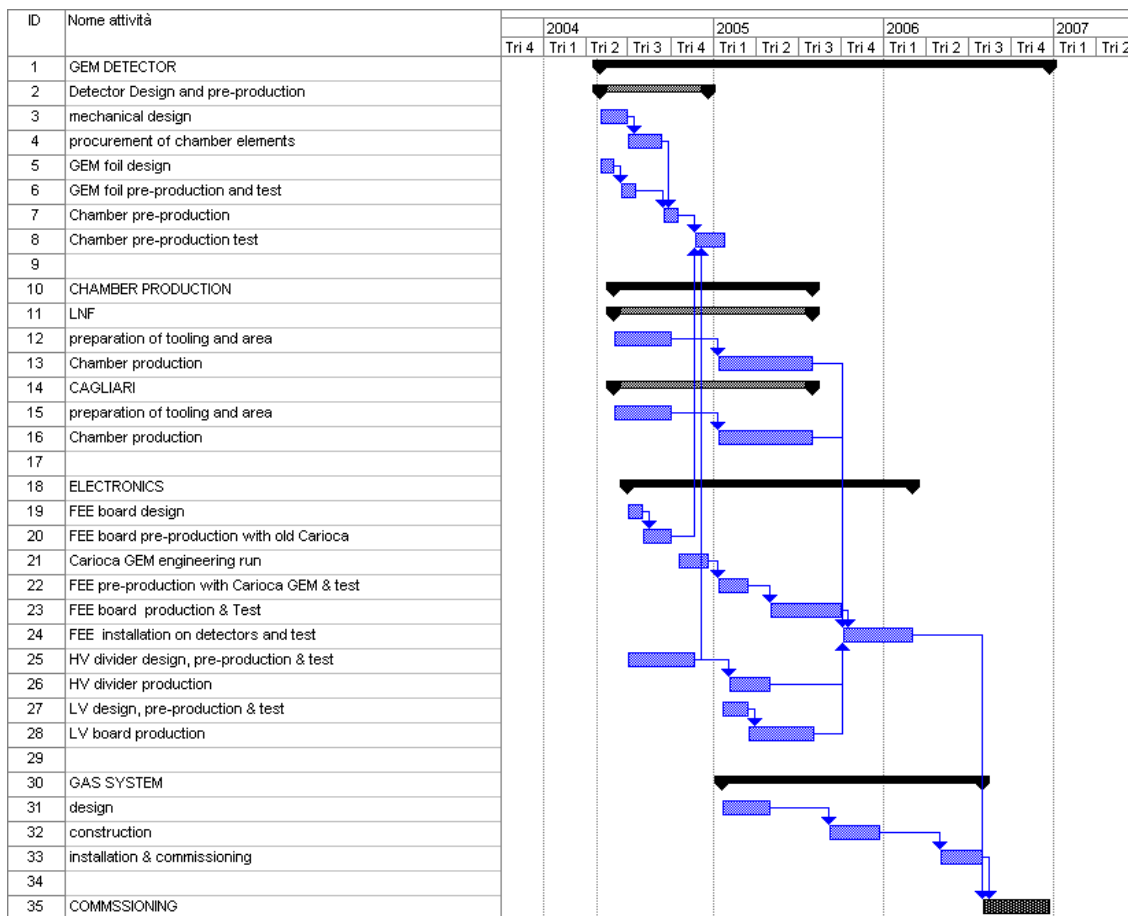 ID Nome attività
2004 2005 2006 2007
Tri 4 Tri 1 Tri 2 Tri 3 Tri 4 Tri 1 Tri 2 Tri 3 Tri 4 Tri 1 Tri 2 Tri 3 Tri 4 Tri 1 Tri 2
1 GEM DETECTOR
2 Detector Design and pre-production
3 mechanical design
4 procurement of chamber elements
5 GEM foil design
6 GEM foil pre-production and test
7 Chamber pre-production
8 Chamber pre-production test
9
10 CHAMBER PRODUCTION
11 LNF
12 preparation of tooling and area
13 Chamber production
14 CAGLIARI
15 preparation of tooling and area
16 Chamber production
17
18 ELECTRONICS
19 FEE board design
20 FEE board pre-production with old Carioca
21 Carioca GEM engineering run
22 FEE pre-production with Carioca GEM & test
23 FEE board production & Test
24 FEE installation on detectors and test
25 HV divider design, pre-production & test
26 HV divider production
27 LV design, pre-production & test
28 LV board production
29
30 GAS SYSTEM
31 design
32 construction
33 installation & commissioning
34
35 COMMSSIONING